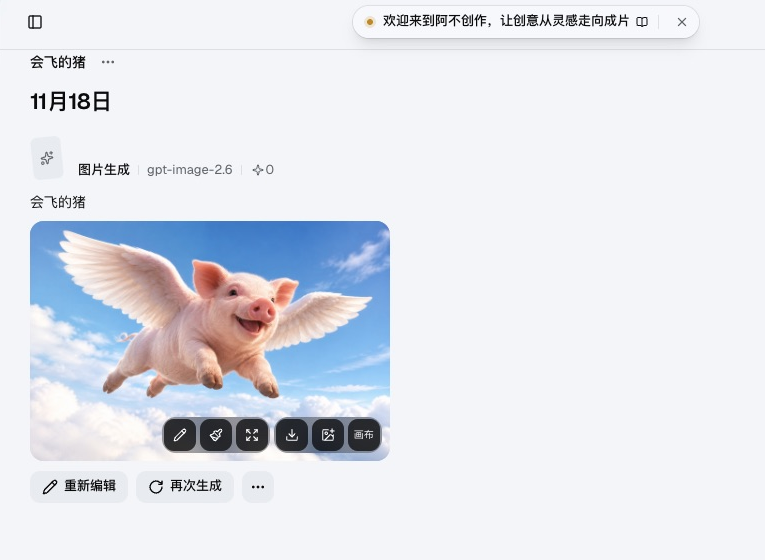 欢迎来到阿不创作，让创意从灵感走向成片
会飞的猪
11月18日
图片生成 gpt-image-2.6 0
会飞的猪
画布
重新编辑 再次生成